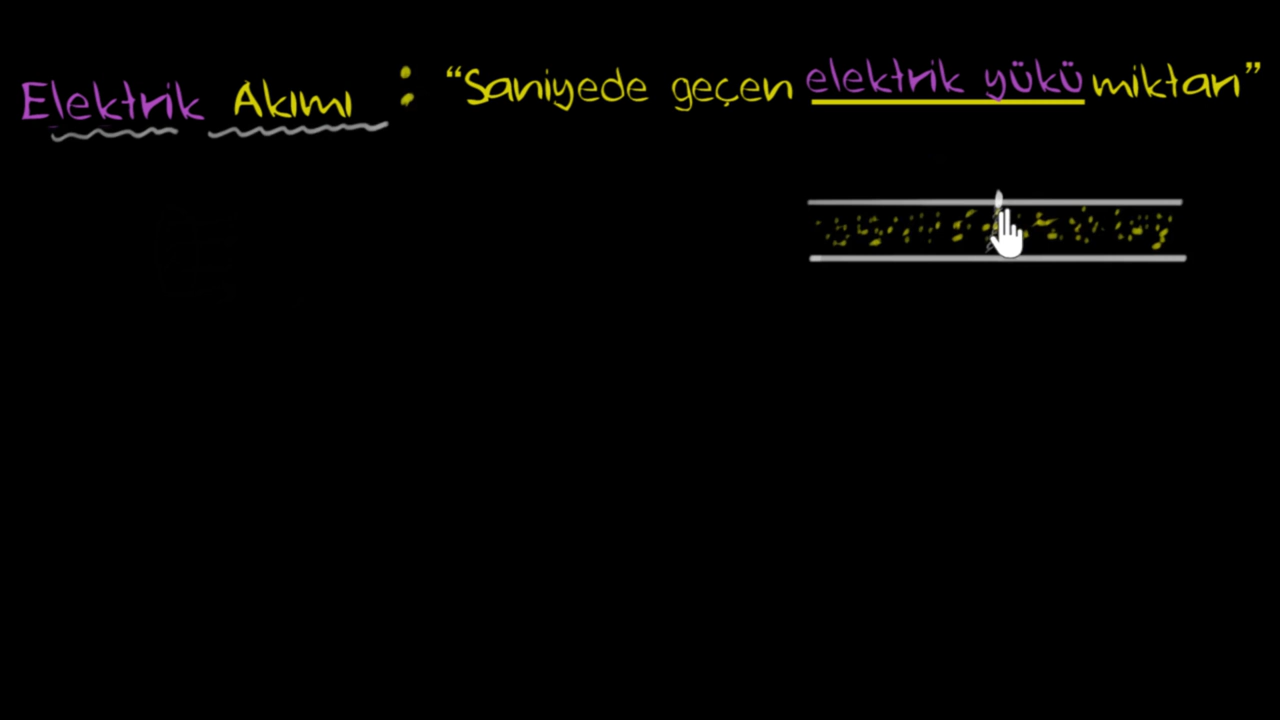 Elektrik Akımı : “Saniyede geçen elektrik yükü miktarı”